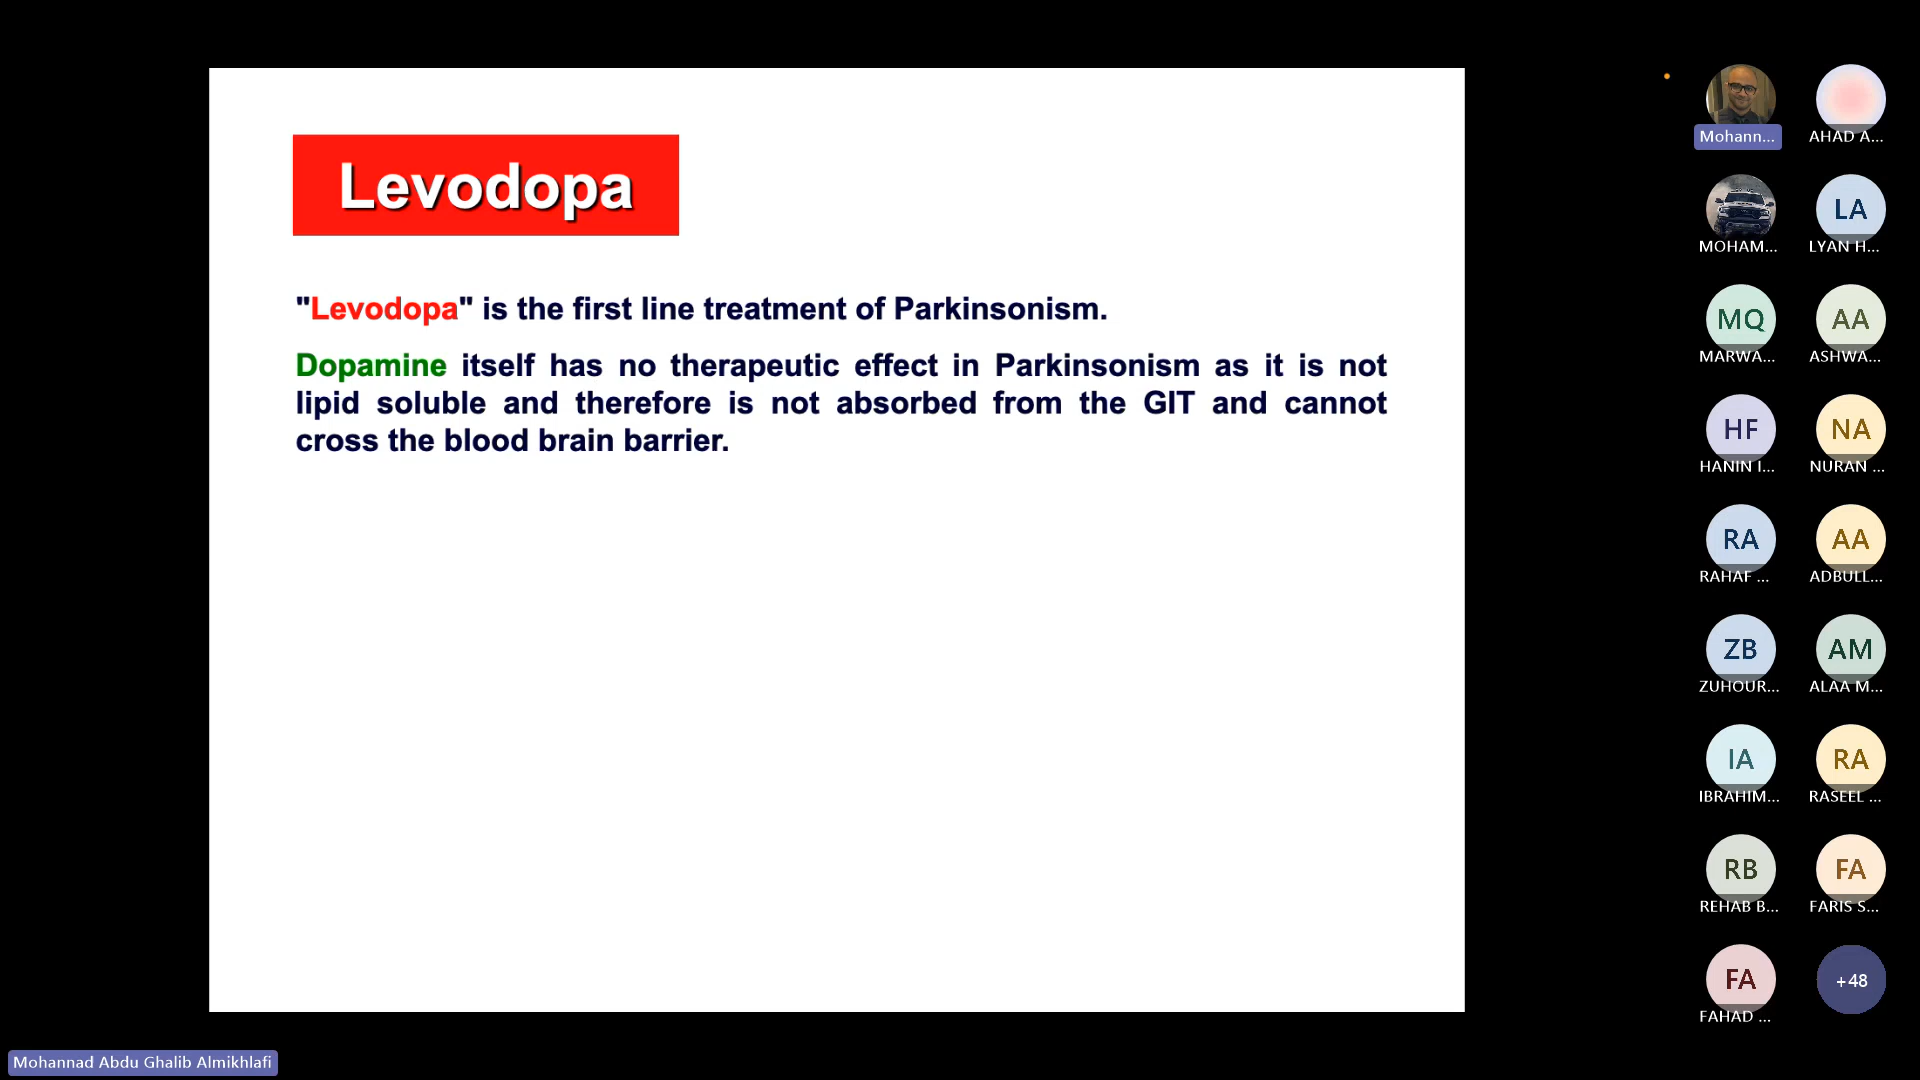 Levodopa
"Levodopa" is the first line treatment of Parkinsonism.
Dopamine itself has no therapeutic effect in Parkinsonism as it is not
lipid soluble and therefore is not absorbed from the GIT and cannot
cross the blood brain barrier.
Mohann...
AHAD A...
MOHAM...
LA
LYAN H...
MQ
MARWA...
AA
ASHWA...
HF
HANIN I...
NA
NURAN ...
RA
RAHAF ...
AA
ADBULL...
ZB
ZUHOUR...
AM
ALAA M...
IA
IBRAHIM...
RA
RASEEL ...
RB
REHAB B...
FA
FARIS S...
FA
FAHAD ...
+48
Mohannad Abdu Ghalib Almikhlafi